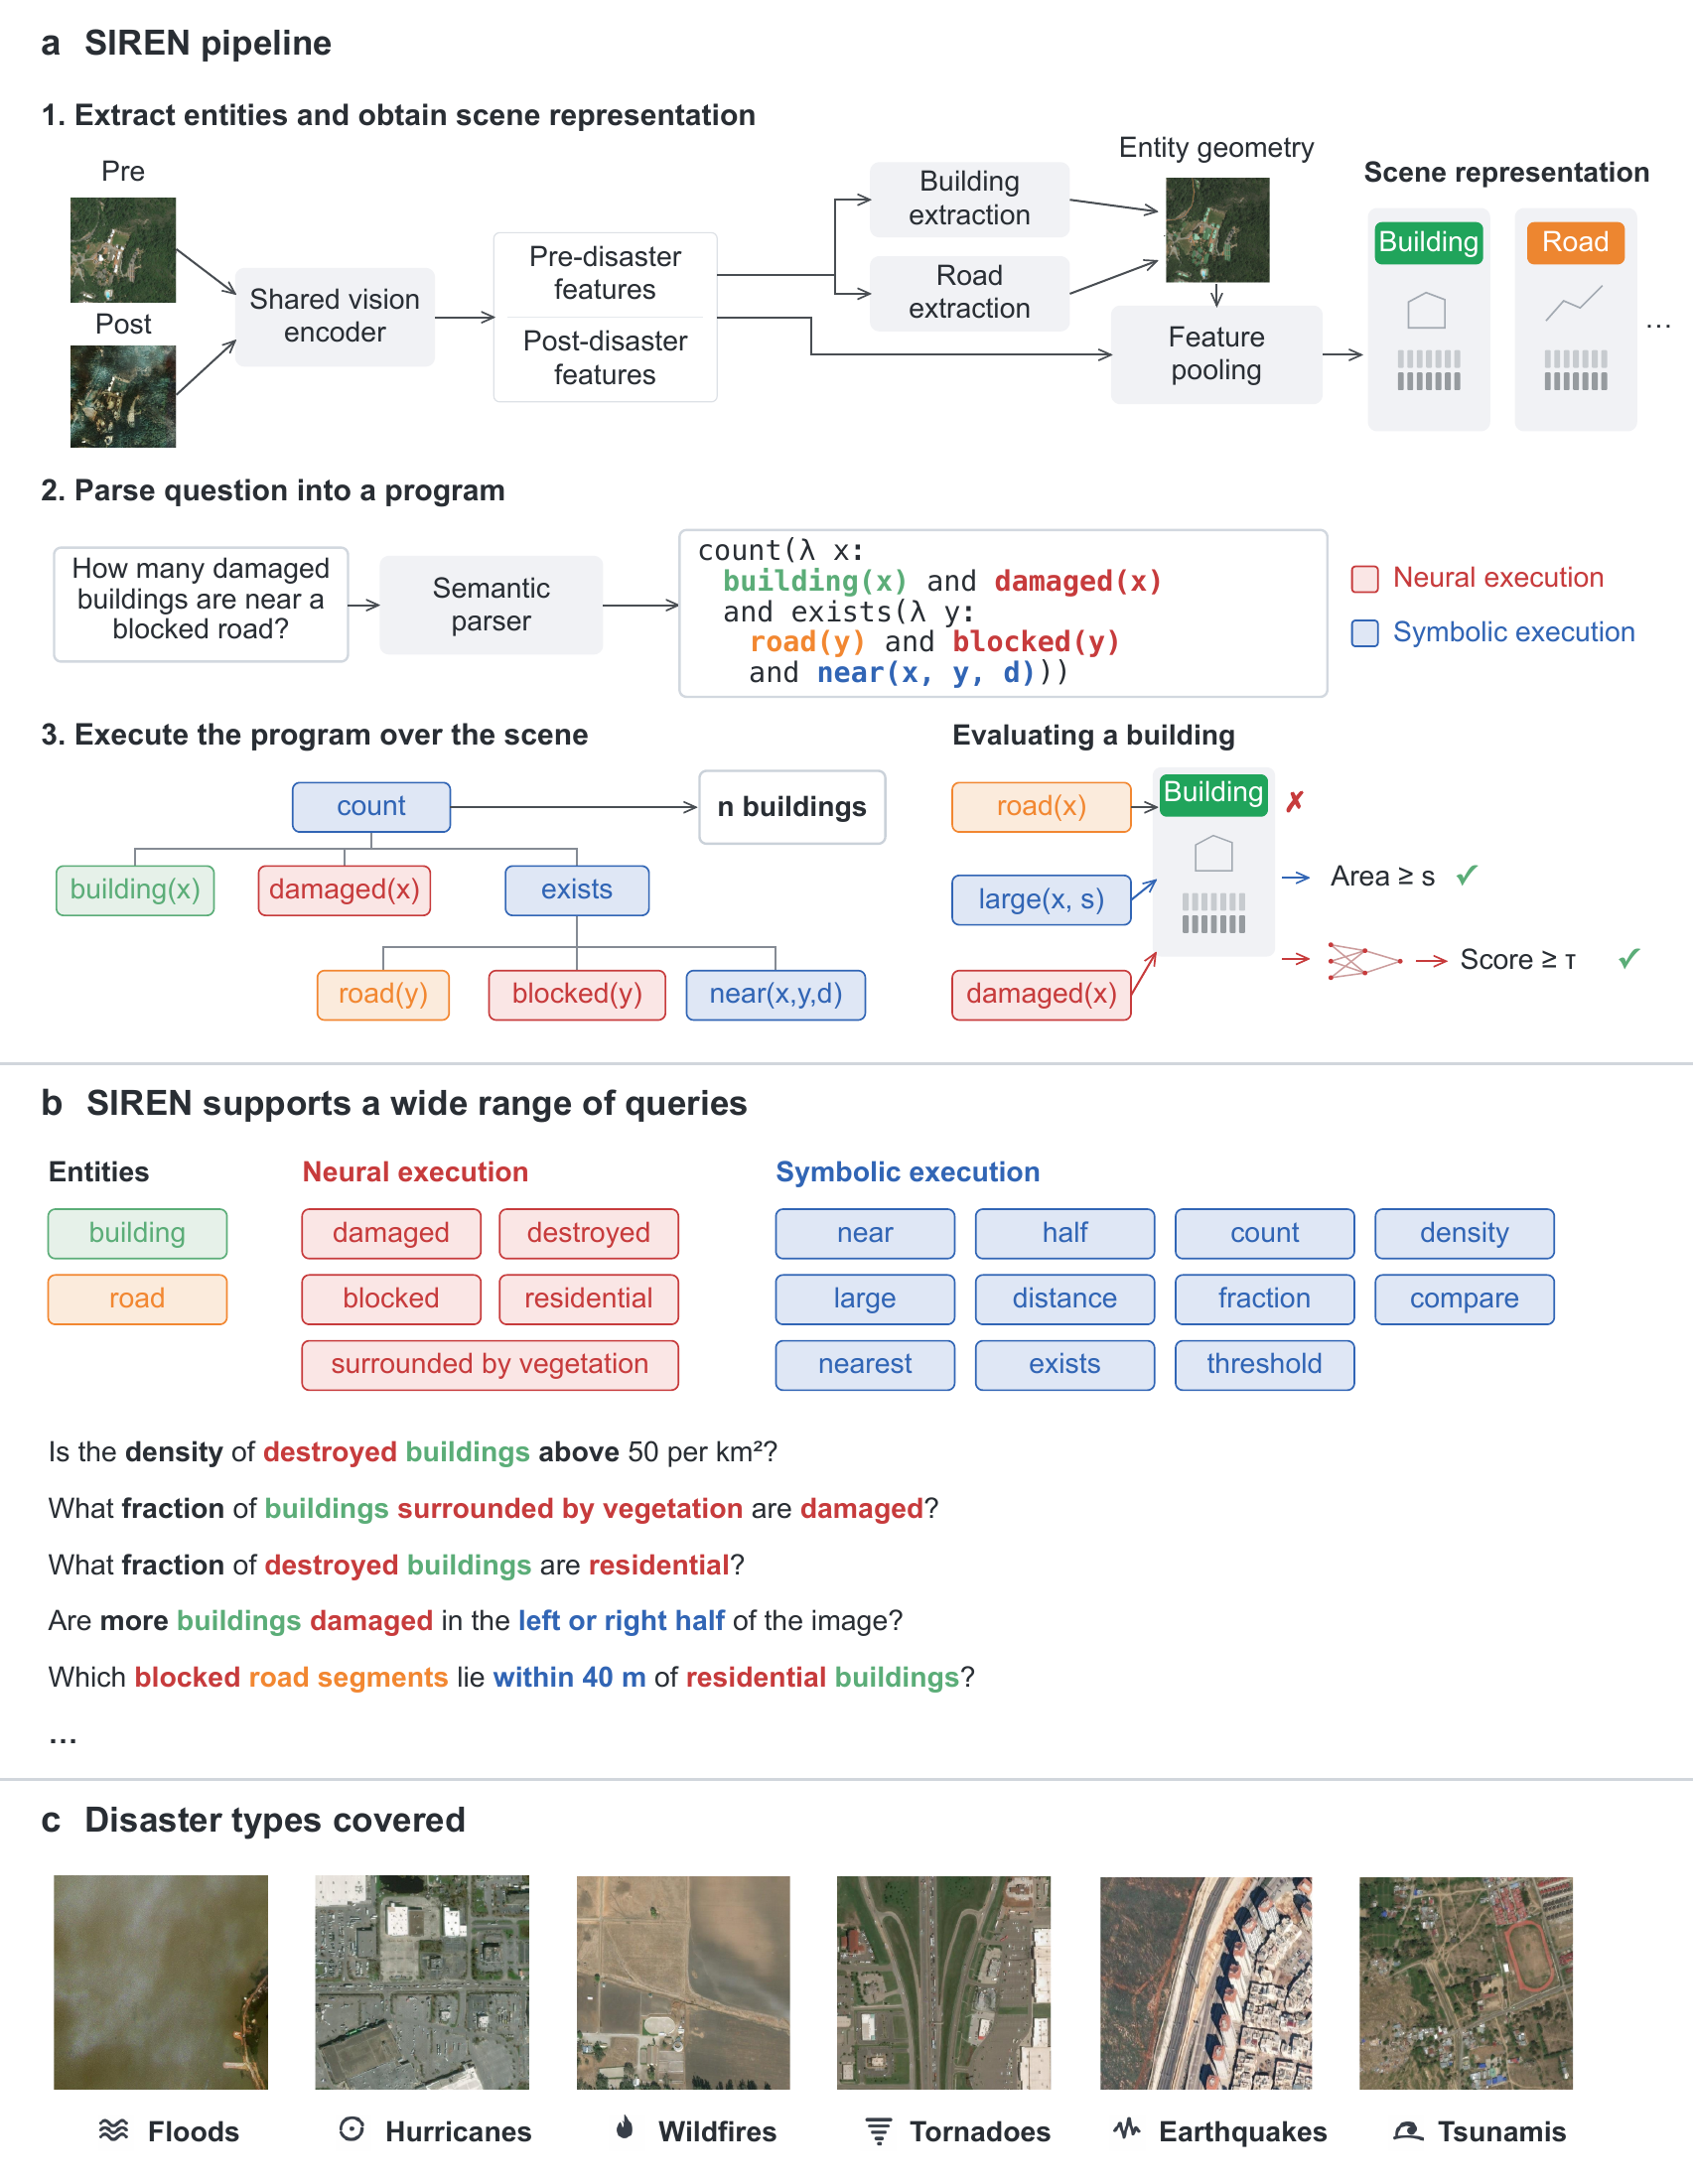 a SIREN pipeline
1. Extract entities and obtain scene representation
Pre
Post
Shared vision
encoder
Pre-disaster
features
Post-disaster
features
Building
extraction
Road
extraction
Entity geometry
Feature
pooling
Scene representation
Building
Road
...
2. Parse question into a program
How many damaged
buildings are near a
blocked road?
Semantic
parser
count(λ x:
building(x) and damaged(x)
and exists(λ y:
road(y) and blocked(y)
and near(x, y, d)))
Neural execution
Symbolic execution
3. Execute the program over the scene
count
n buildings
building(x)
damaged(x)
exists
road(y)
blocked(y)
near(x,y,d)
Evaluating a building
road(x)
large(x, s)
damaged(x)
Building
✗
Area ≥ s ✓
Score ≥ τ ✓
b SIREN supports a wide range of queries
Entities
building
road
Neural execution
damaged
destroyed
blocked
residential
surrounded by vegetation
Symbolic execution
near
half
count
density
large
distance
fraction
compare
nearest
exists
threshold
Is the density of destroyed buildings above 50 per km²?
What fraction of buildings surrounded by vegetation are damaged?
What fraction of destroyed buildings are residential?
Are more buildings damaged in the left or right half of the image?
Which blocked road segments lie within 40 m of residential buildings?
...
c Disaster types covered
Floods
Hurricanes
Wildfires
Tornadoes
Earthquakes
Tsunamis